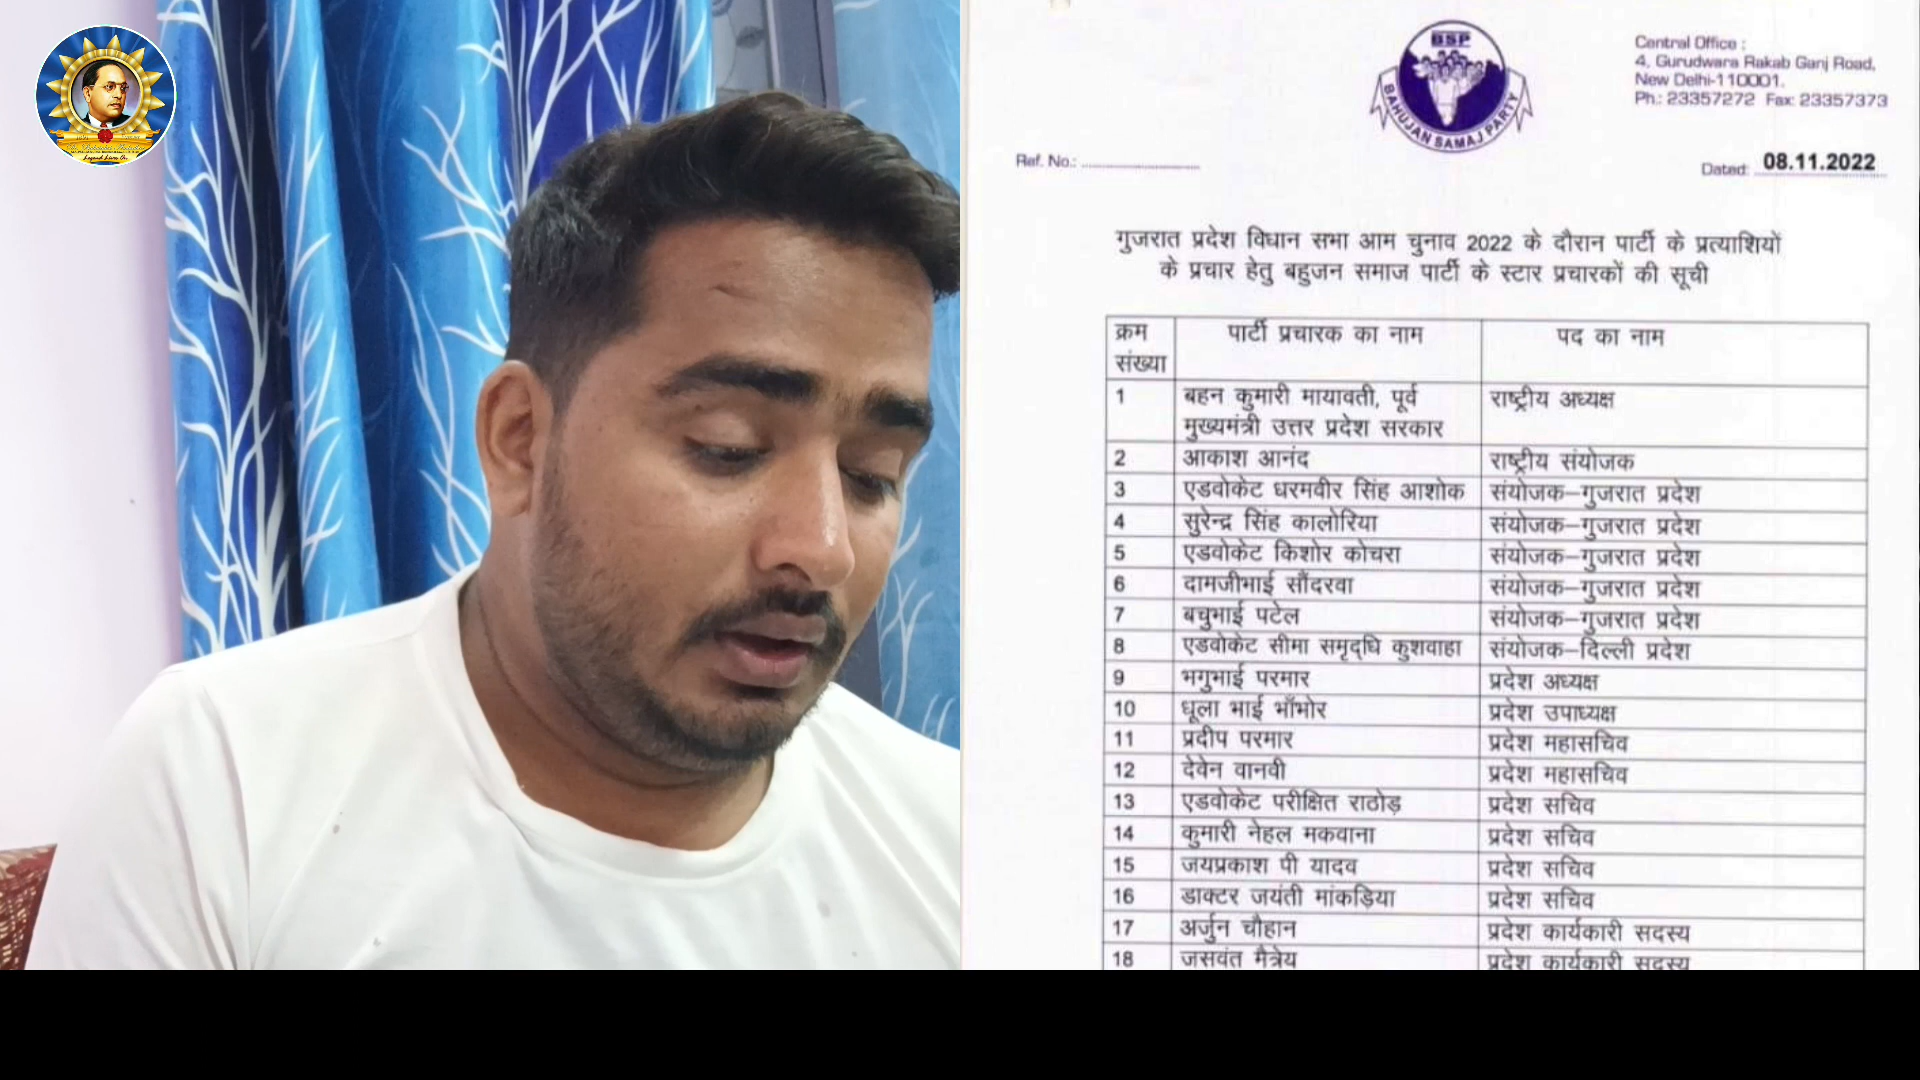 BSP
BAHUJAN SAMAJ PARTY
Central Office :
4, Gurudwara Rakab Ganj Road,
New Delhi-110001.
Ph.: 23357272 Fax: 23357373
Ref. No.:
Dated: 08.11.2022
गुजरात प्रदेश विधान सभा आम चुनाव 2022 के दौरान पार्टी के प्रत्याशियों
के प्रचार हेतु बहुजन समाज पार्टी के स्टार प्रचारकों की सूची
क्रम संख्या पार्टी प्रचारक का नाम पद का नाम
1 बहन कुमारी मायावती, पूर्व राष्ट्रीय अध्यक्ष
मुख्यमंत्री उत्तर प्रदेश सरकार
2 आकाश आनंद राष्ट्रीय संयोजक
3 एडवोकेट धरमवीर सिंह आशोक संयोजक–गुजरात प्रदेश
4 सुरेन्द्र सिंह कालोरिया संयोजक–गुजरात प्रदेश
5 एडवोकेट किशोर कोचरा संयोजक–गुजरात प्रदेश
6 दामजीभाई सौंदरवा संयोजक–गुजरात प्रदेश
7 बचुभाई पटेल संयोजक–गुजरात प्रदेश
8 एडवोकेट सीमा समृद्धि कुशवाहा संयोजक–दिल्ली प्रदेश
9 भगुभाई परमार प्रदेश अध्यक्ष
10 धूला भाई भाँभोर प्रदेश उपाध्यक्ष
11 प्रदीप परमार प्रदेश महासचिव
12 देवेन वानवी प्रदेश महासचिव
13 एडवोकेट परीक्षित राठोड़ प्रदेश सचिव
14 कुमारी नेहल मकवाना प्रदेश सचिव
15 जयप्रकाश पी यादव प्रदेश सचिव
16 डाक्टर जयंती मांकड़िया प्रदेश सचिव
17 अर्जुन चौहान प्रदेश कार्यकारी सदस्य
18 जसवंत मैत्रेय प्रदेश कार्यकारी सदस्य